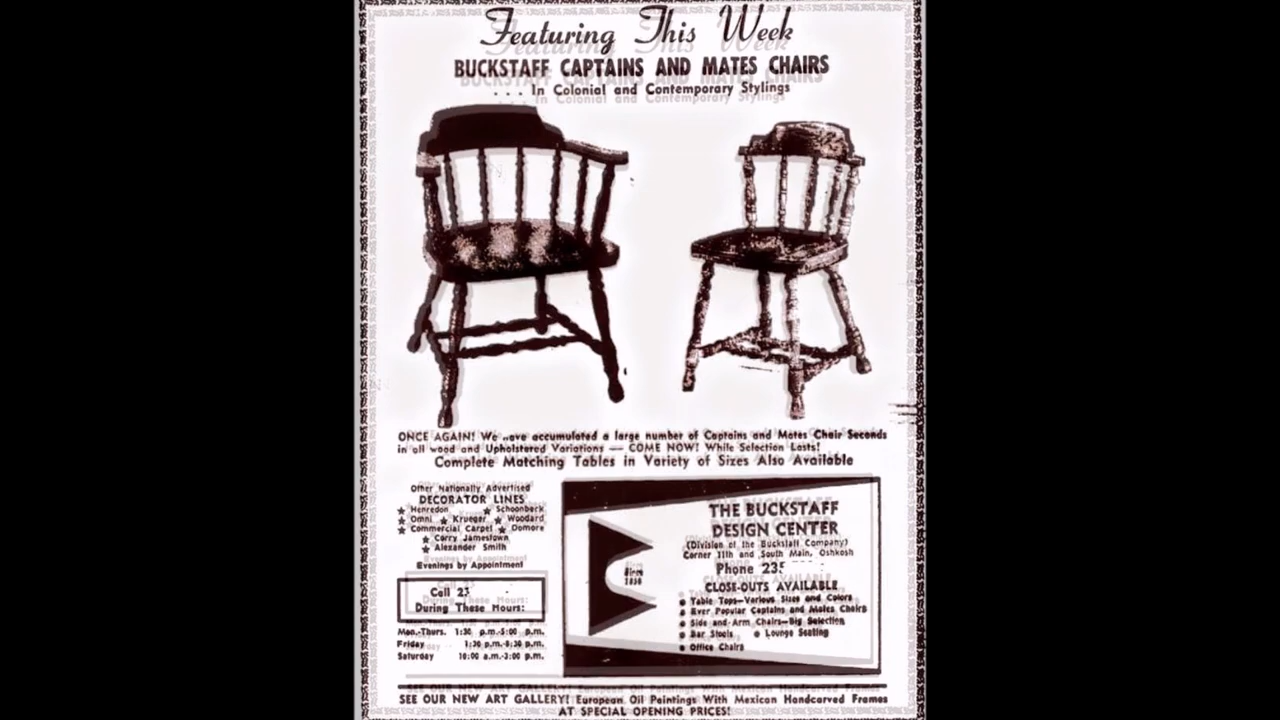 Featuring This Week
BUCKSTAFF CAPTAINS AND MATES CHAIRS
. . . In Colonial and Contemporary Stylings
ONCE AGAIN! We have accumulated a large number of Captains and Mates Chair Seconds
in all wood and Upholstered Variations — COME NOW! While Selection Lasts!
Complete Matching Tables in Variety of Sizes Also Available
Other Nationally Advertised
DECORATOR LINES
★ Henredon ★ Schoonbeck
★ Omni ★ Krueger ★ Woodard
★ Commercial Carpet ★ Domore
★ Corry Jamestown
★ Alexander Smith
Evenings by Appointment
Call 23
During These Hours:
Mon.-Thurs. 1:30 p.m.-5:00 p.m.
Friday 1:30 p.m.-8:30 p.m.
Saturday 10:00 a.m.-3:00 p.m.
Since
1850
THE BUCKSTAFF
DESIGN CENTER
(Division of the Buckstaff Company)
Corner 11th and South Main, Oshkosh
Phone 235
CLOSE-OUTS AVAILABLE
● Table Tops—Various Sizes and Colors
● Ever Popular Captains and Mates Chairs
● Side and Arm Chairs—Big Selection
● Bar Stools ● Lounge Seating
● Office Chairs
SEE OUR NEW ART GALLERY! European Oil Paintings With Mexican Handcarved Frames
AT SPECIAL OPENING PRICES!